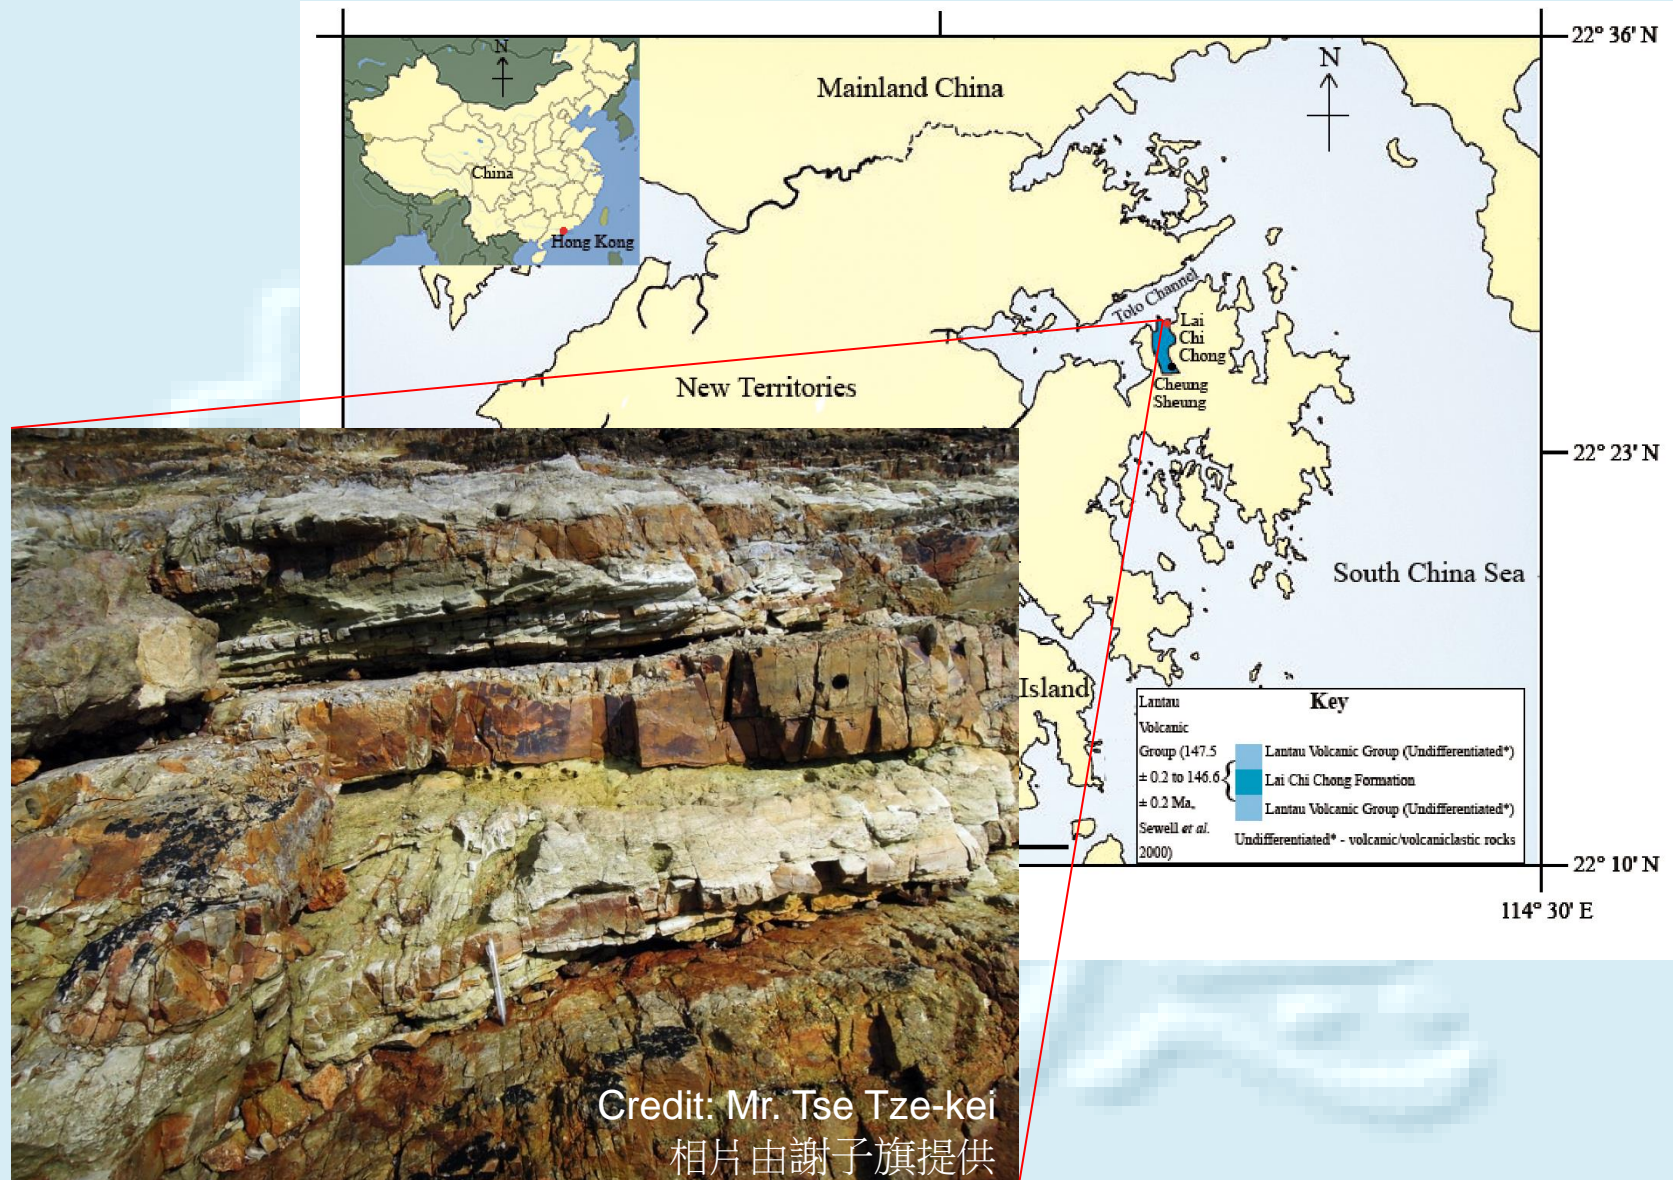 22° 36' N
N
Mainland China
N
China
Hong Kong
Tolo Channel
Lai
Chi
Chong
New Territories
Cheung
Sheung
22° 23' N
South China Sea
Island
Key
Lantau
Volcanic
Group (147.5
± 0.2 to 146.6
± 0.2 Ma,
Sewell et al.
2000)
Lantau Volcanic Group (Undifferentiated*)
Lai Chi Chong Formation
Lantau Volcanic Group (Undifferentiated*)
Undifferentiated* - volcanic/volcaniclastic rocks
22° 10' N
114° 30' E
Credit: Mr. Tse Tze-kei
相片由謝子旗提供